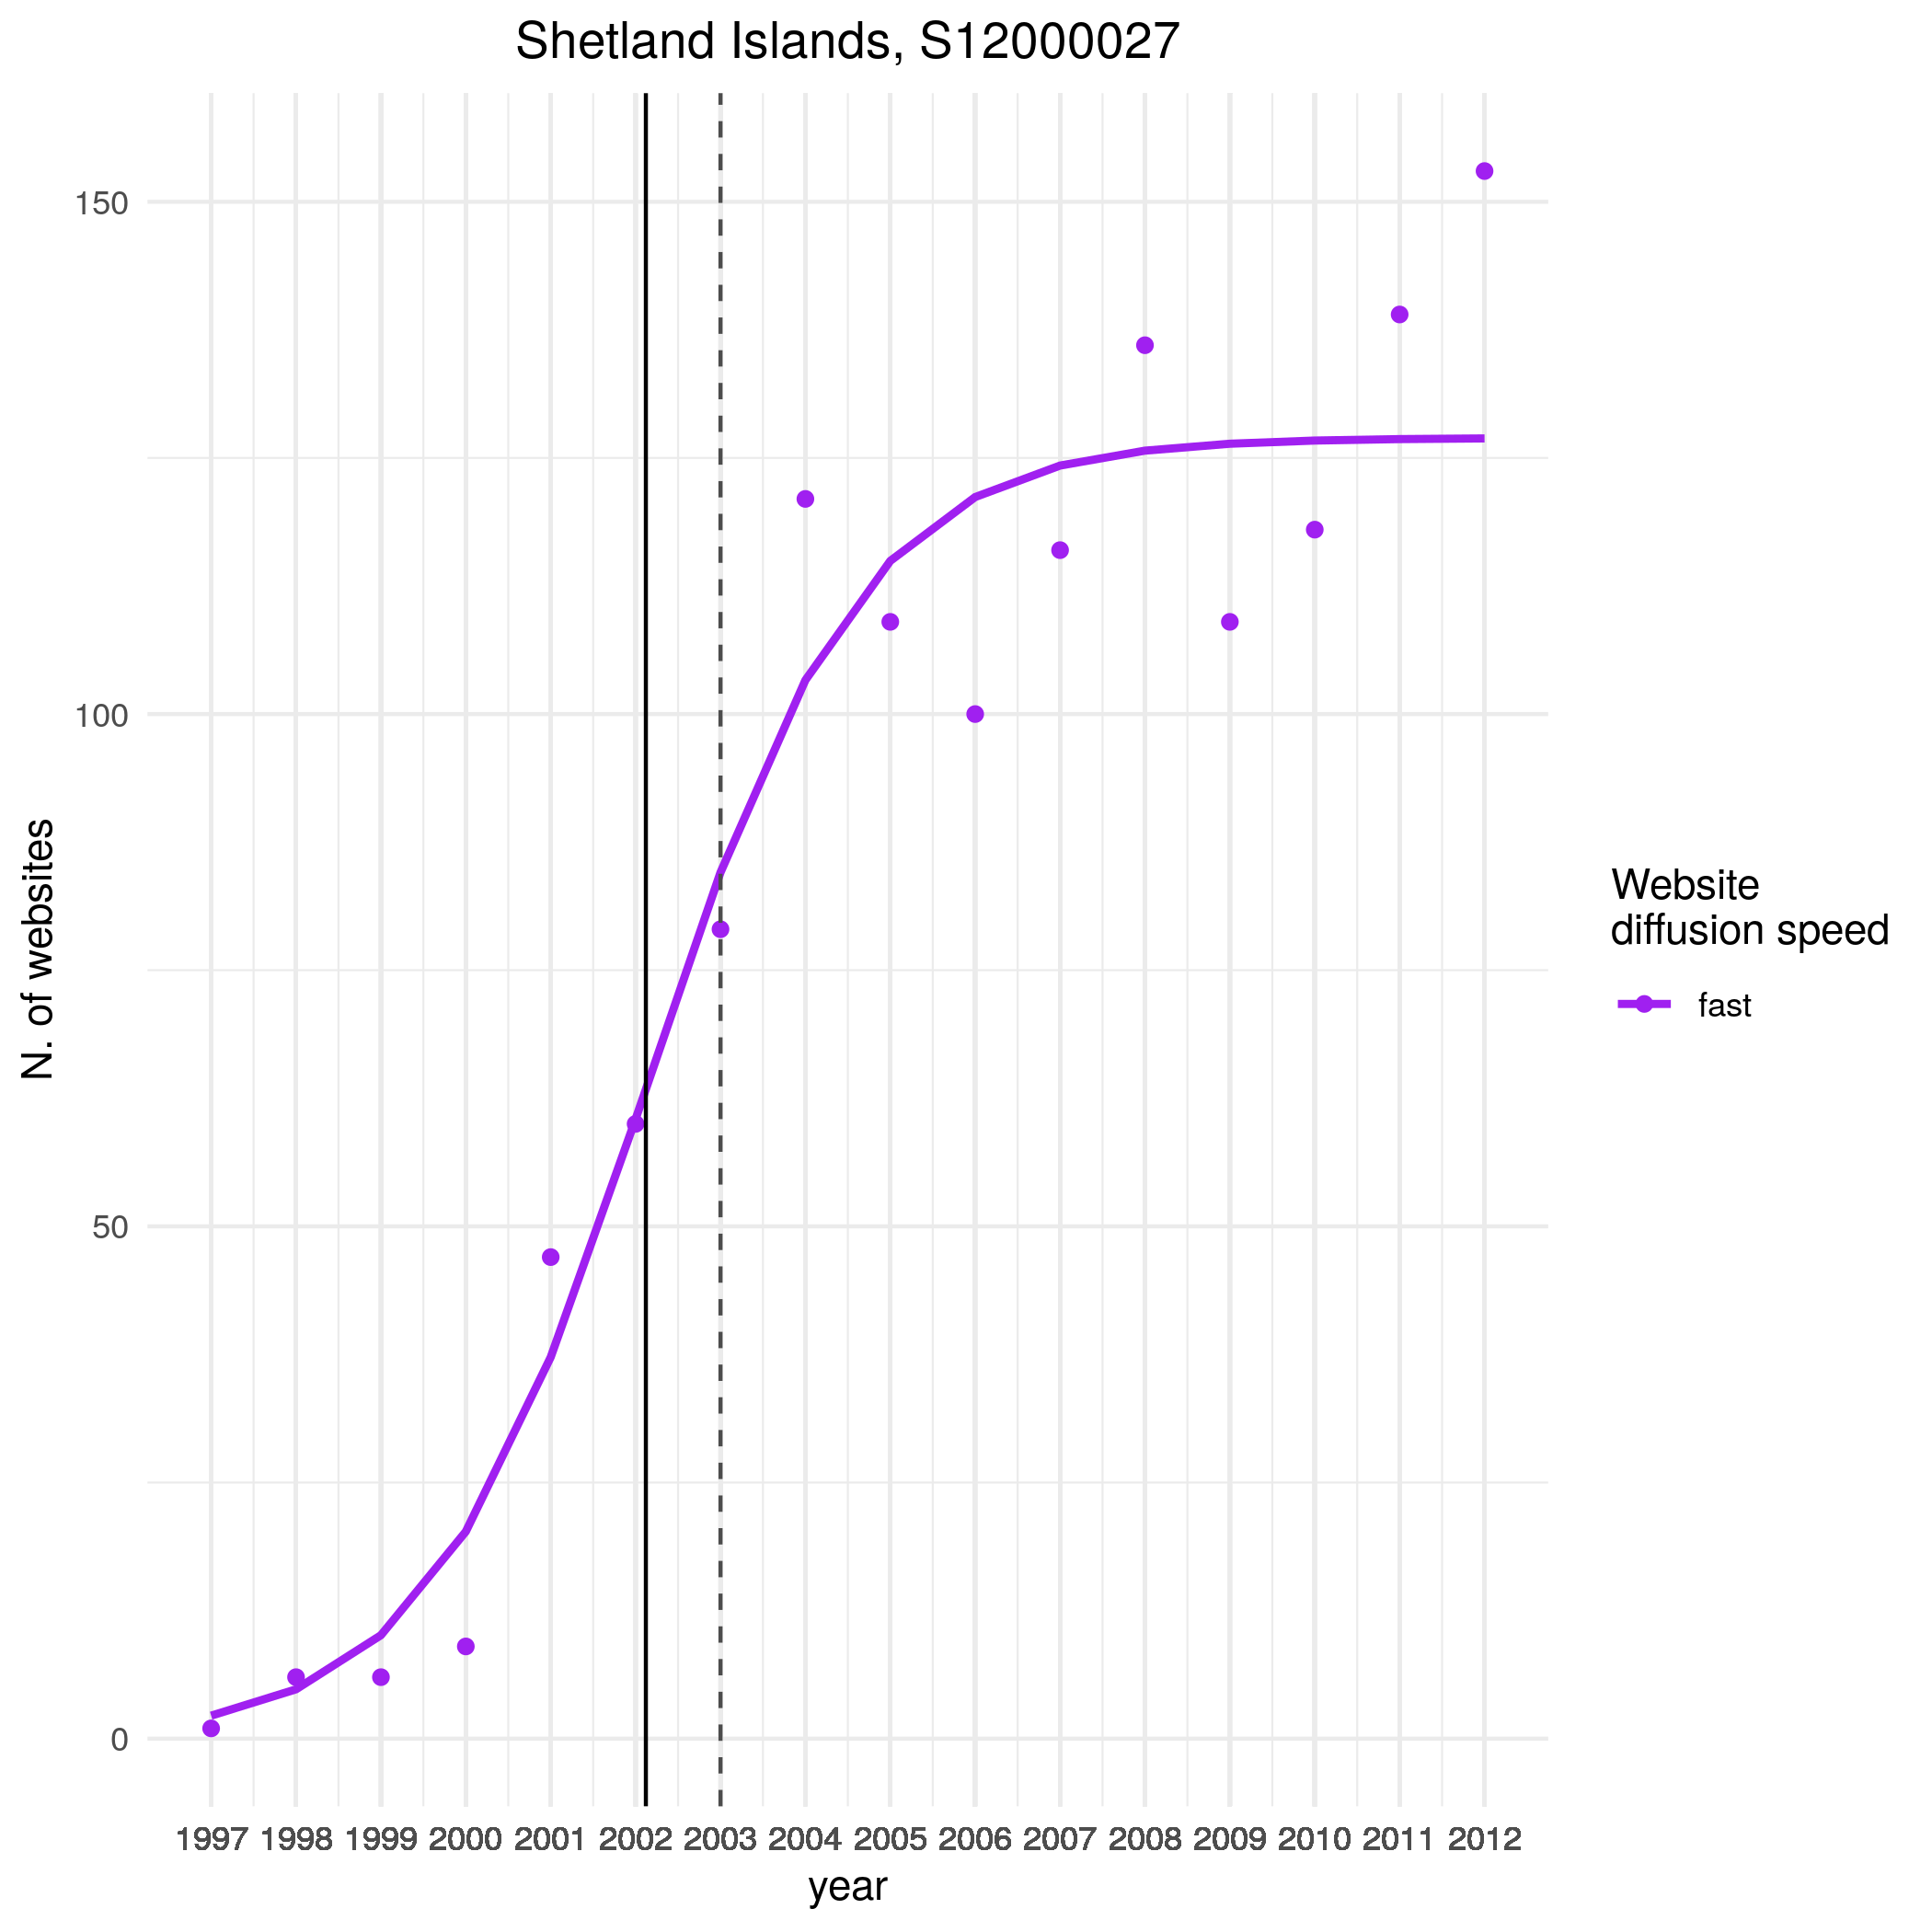 Shetland Islands, S12000027
150
100
50
0
N. of websites
1997 1998 1999 2000 2001 2002 2003 2004 2005 2006 2007 2008 2009 2010 2011 2012
year
Website
diffusion speed
fast